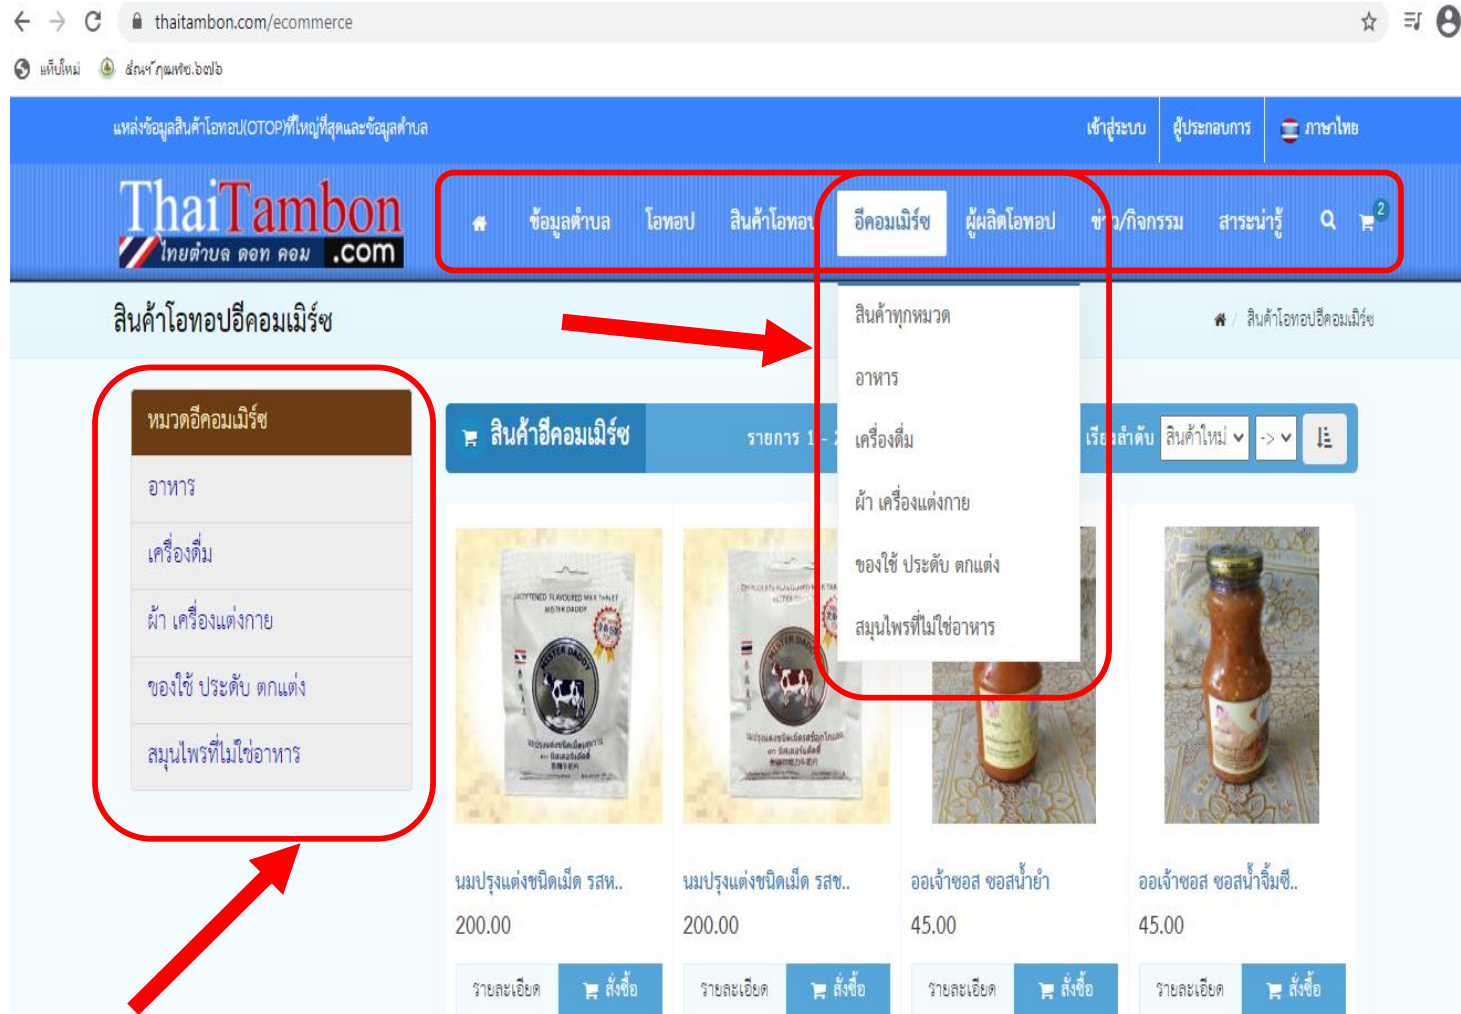 thaitambon.com/ecommerce
แท็บใหม่
แหล่งข้อมูลสินค้าโอทอป(OTOP)ที่ใหญ่ที่สุดและข้อมูลตำบล
เข้าสู่ระบบ ผู้ประกอบการ ภาษาไทย
ThaiTambon
ไทยตำบล ดอท คอม .com
ข้อมูลตำบล โอทอป สินค้าโอทอป อีคอมเมิร์ซ ผู้ผลิตโอทอป ข่าว/กิจกรรม สาระน่ารู้ 2
สินค้าโอทอปอีคอมเมิร์ซ
/ สินค้าโอทอปอีคอมเมิร์ซ
สินค้าทุกหมวด
อาหาร
เครื่องดื่ม
ผ้า เครื่องแต่งกาย
ของใช้ ประดับ ตกแต่ง
สมุนไพรที่ไม่ใช่อาหาร
หมวดอีคอมเมิร์ซ
อาหาร
เครื่องดื่ม
ผ้า เครื่องแต่งกาย
ของใช้ ประดับ ตกแต่ง
สมุนไพรที่ไม่ใช่อาหาร
สินค้าอีคอมเมิร์ซ รายการ 1 - เรียงลำดับ สินค้าใหม่ ->
MISTER DADDY
MISTER DADDY
นมปรุงแต่งชนิดเม็ด รสห..
200.00
รายละเอียด สั่งซื้อ
นมปรุงแต่งชนิดเม็ด รสช..
200.00
รายละเอียด สั่งซื้อ
ออเจ้าซอส ซอสน้ำยำ
45.00
รายละเอียด สั่งซื้อ
ออเจ้าซอส ซอสน้ำจิ้มซี..
45.00
รายละเอียด สั่งซื้อ